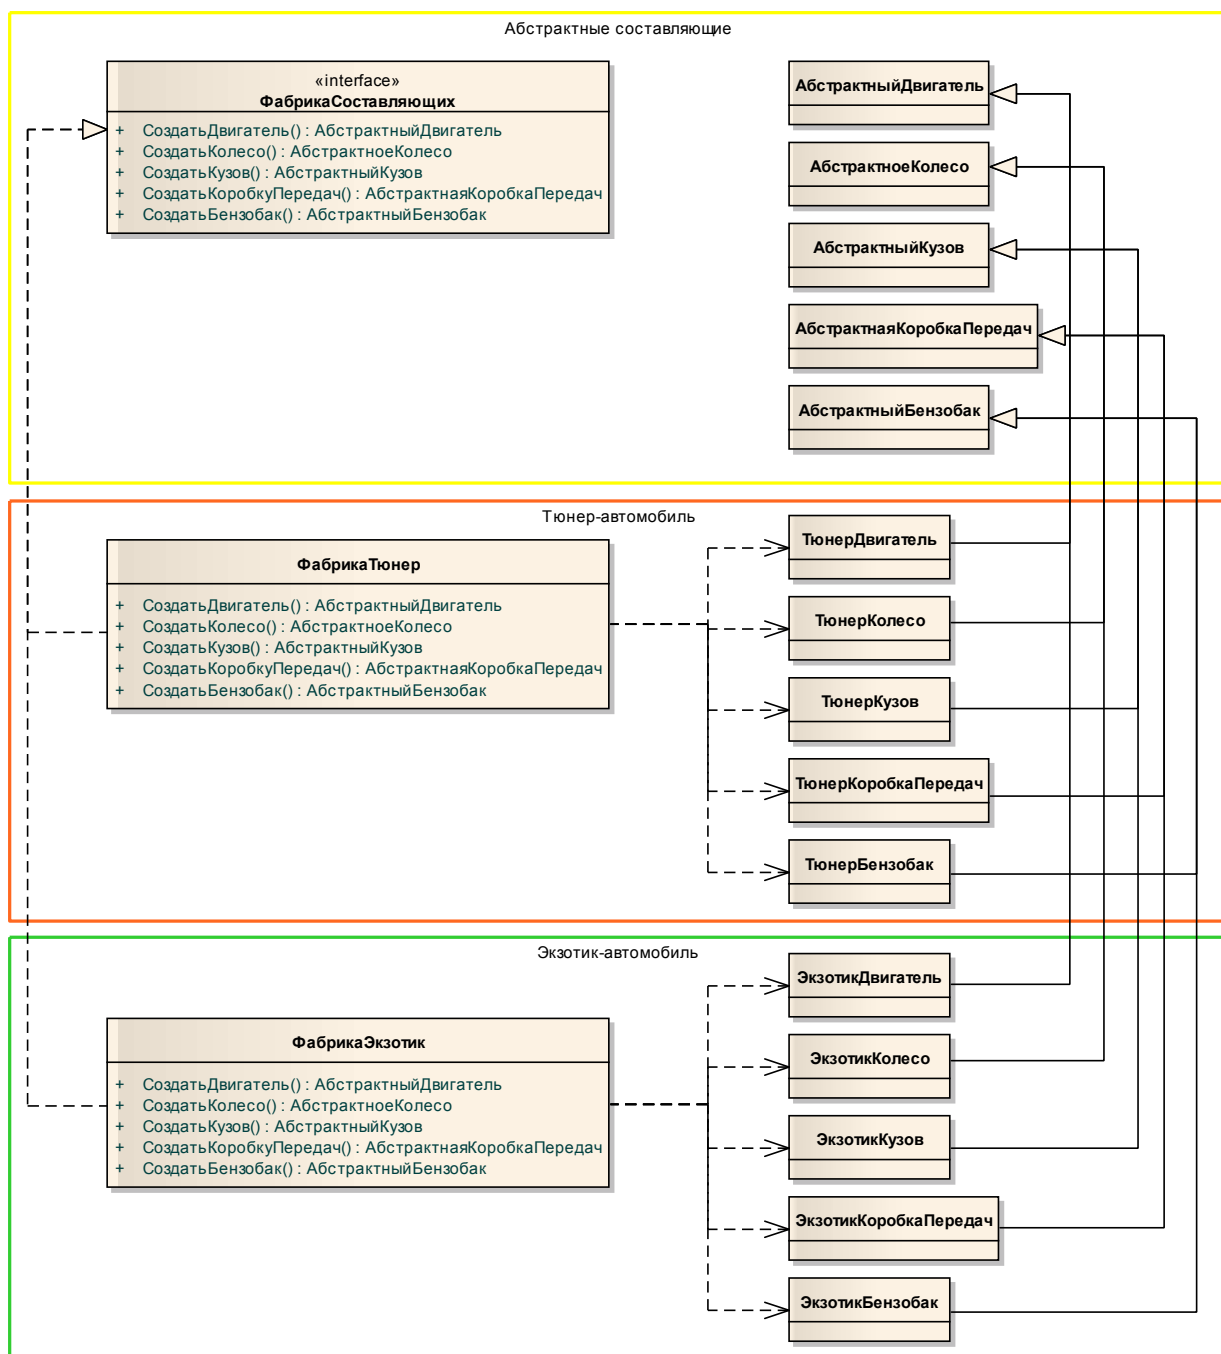 Абстрактные составляющие
«interface»
ФабрикаСоставляющих
+ СоздатьДвигатель() : АбстрактныйДвигатель
+ СоздатьКолесо() : АбстрактноеКолесо
+ СоздатьКузов() : АбстрактныйКузов
+ СоздатьКоробкуПередач() : АбстрактнаяКоробкаПередач
+ СоздатьБензобак() : АбстрактныйБензобак
АбстрактныйДвигатель
АбстрактноеКолесо
АбстрактныйКузов
АбстрактнаяКоробкаПередач
АбстрактныйБензобак
Тюнер-автомобиль
ФабрикаТюнер
+ СоздатьДвигатель() : АбстрактныйДвигатель
+ СоздатьКолесо() : АбстрактноеКолесо
+ СоздатьКузов() : АбстрактныйКузов
+ СоздатьКоробкуПередач() : АбстрактнаяКоробкаПередач
+ СоздатьБензобак() : АбстрактныйБензобак
ТюнерДвигатель
ТюнерКолесо
ТюнерКузов
ТюнерКоробкаПередач
ТюнерБензобак
Экзотик-автомобиль
ФабрикаЭкзотик
+ СоздатьДвигатель() : АбстрактныйДвигатель
+ СоздатьКолесо() : АбстрактноеКолесо
+ СоздатьКузов() : АбстрактныйКузов
+ СоздатьКоробкуПередач() : АбстрактнаяКоробкаПередач
+ СоздатьБензобак() : АбстрактныйБензобак
ЭкзотикДвигатель
ЭкзотикКолесо
ЭкзотикКузов
ЭкзотикКоробкаПередач
ЭкзотикБензобак